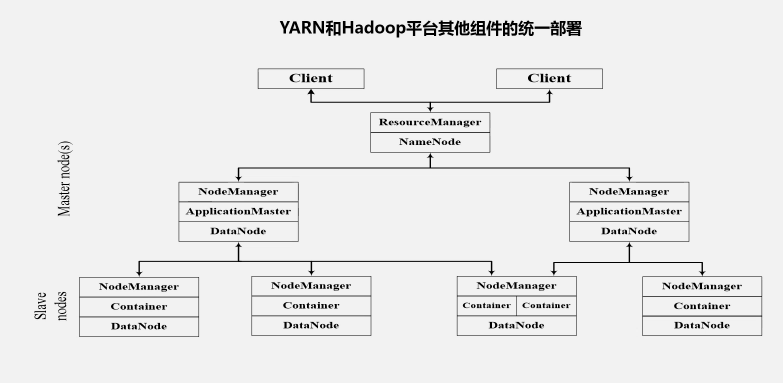 YARN和Hadoop平台其他组件的统一部署
Client
Client
ResourceManager
NameNode
Master node(s)
NodeManager
ApplicationMaster
DataNode
NodeManager
ApplicationMaster
DataNode
Slave
nodes
NodeManager
Container
DataNode
NodeManager
Container
DataNode
NodeManager
Container
Container
DataNode
NodeManager
Container
DataNode